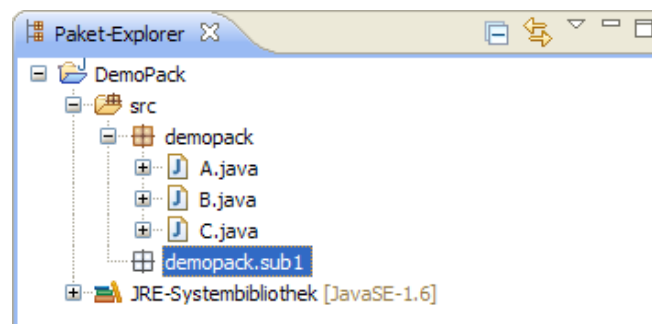 Paket-Explorer
DemoPack
src
demopack
A.java
B.java
C.java
demopack.sub1
JRE-Systembibliothek [JavaSE-1.6]